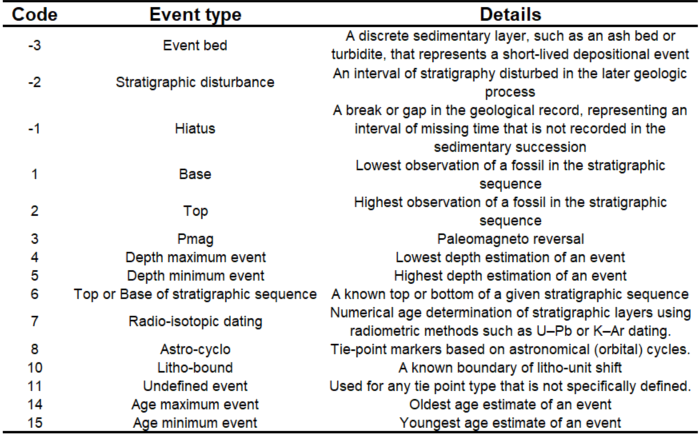 Code Event type Details
-3 Event bed A discrete sedimentary layer, such as an ash bed or
turbidite, that represents a short-lived depositional event
-2 Stratigraphic disturbance An interval of stratigraphy disturbed in the later geologic
process
-1 Hiatus A break or gap in the geological record, representing an
interval of missing time that is not recorded in the
sedimentary succession
1 Base Lowest observation of a fossil in the stratigraphic
sequence
2 Top Highest observation of a fossil in the stratigraphic
sequence
3 Pmag Paleomagneto reversal
4 Depth maximum event Lowest depth estimation of an event
5 Depth minimum event Highest depth estimation of an event
6 Top or Base of stratigraphic sequence A known top or bottom of a given stratigraphic sequence
7 Radio-isotopic dating Numerical age determination of stratigraphic layers using
radiometric methods such as U–Pb or K–Ar dating.
8 Astro-cyclo Tie-point markers based on astronomical (orbital) cycles.
10 Litho-bound A known boundary of litho-unit shift
11 Undefined event Used for any tie point type that is not specifically defined.
14 Age maximum event Oldest age estimate of an event
15 Age minimum event Youngest age estimate of an event